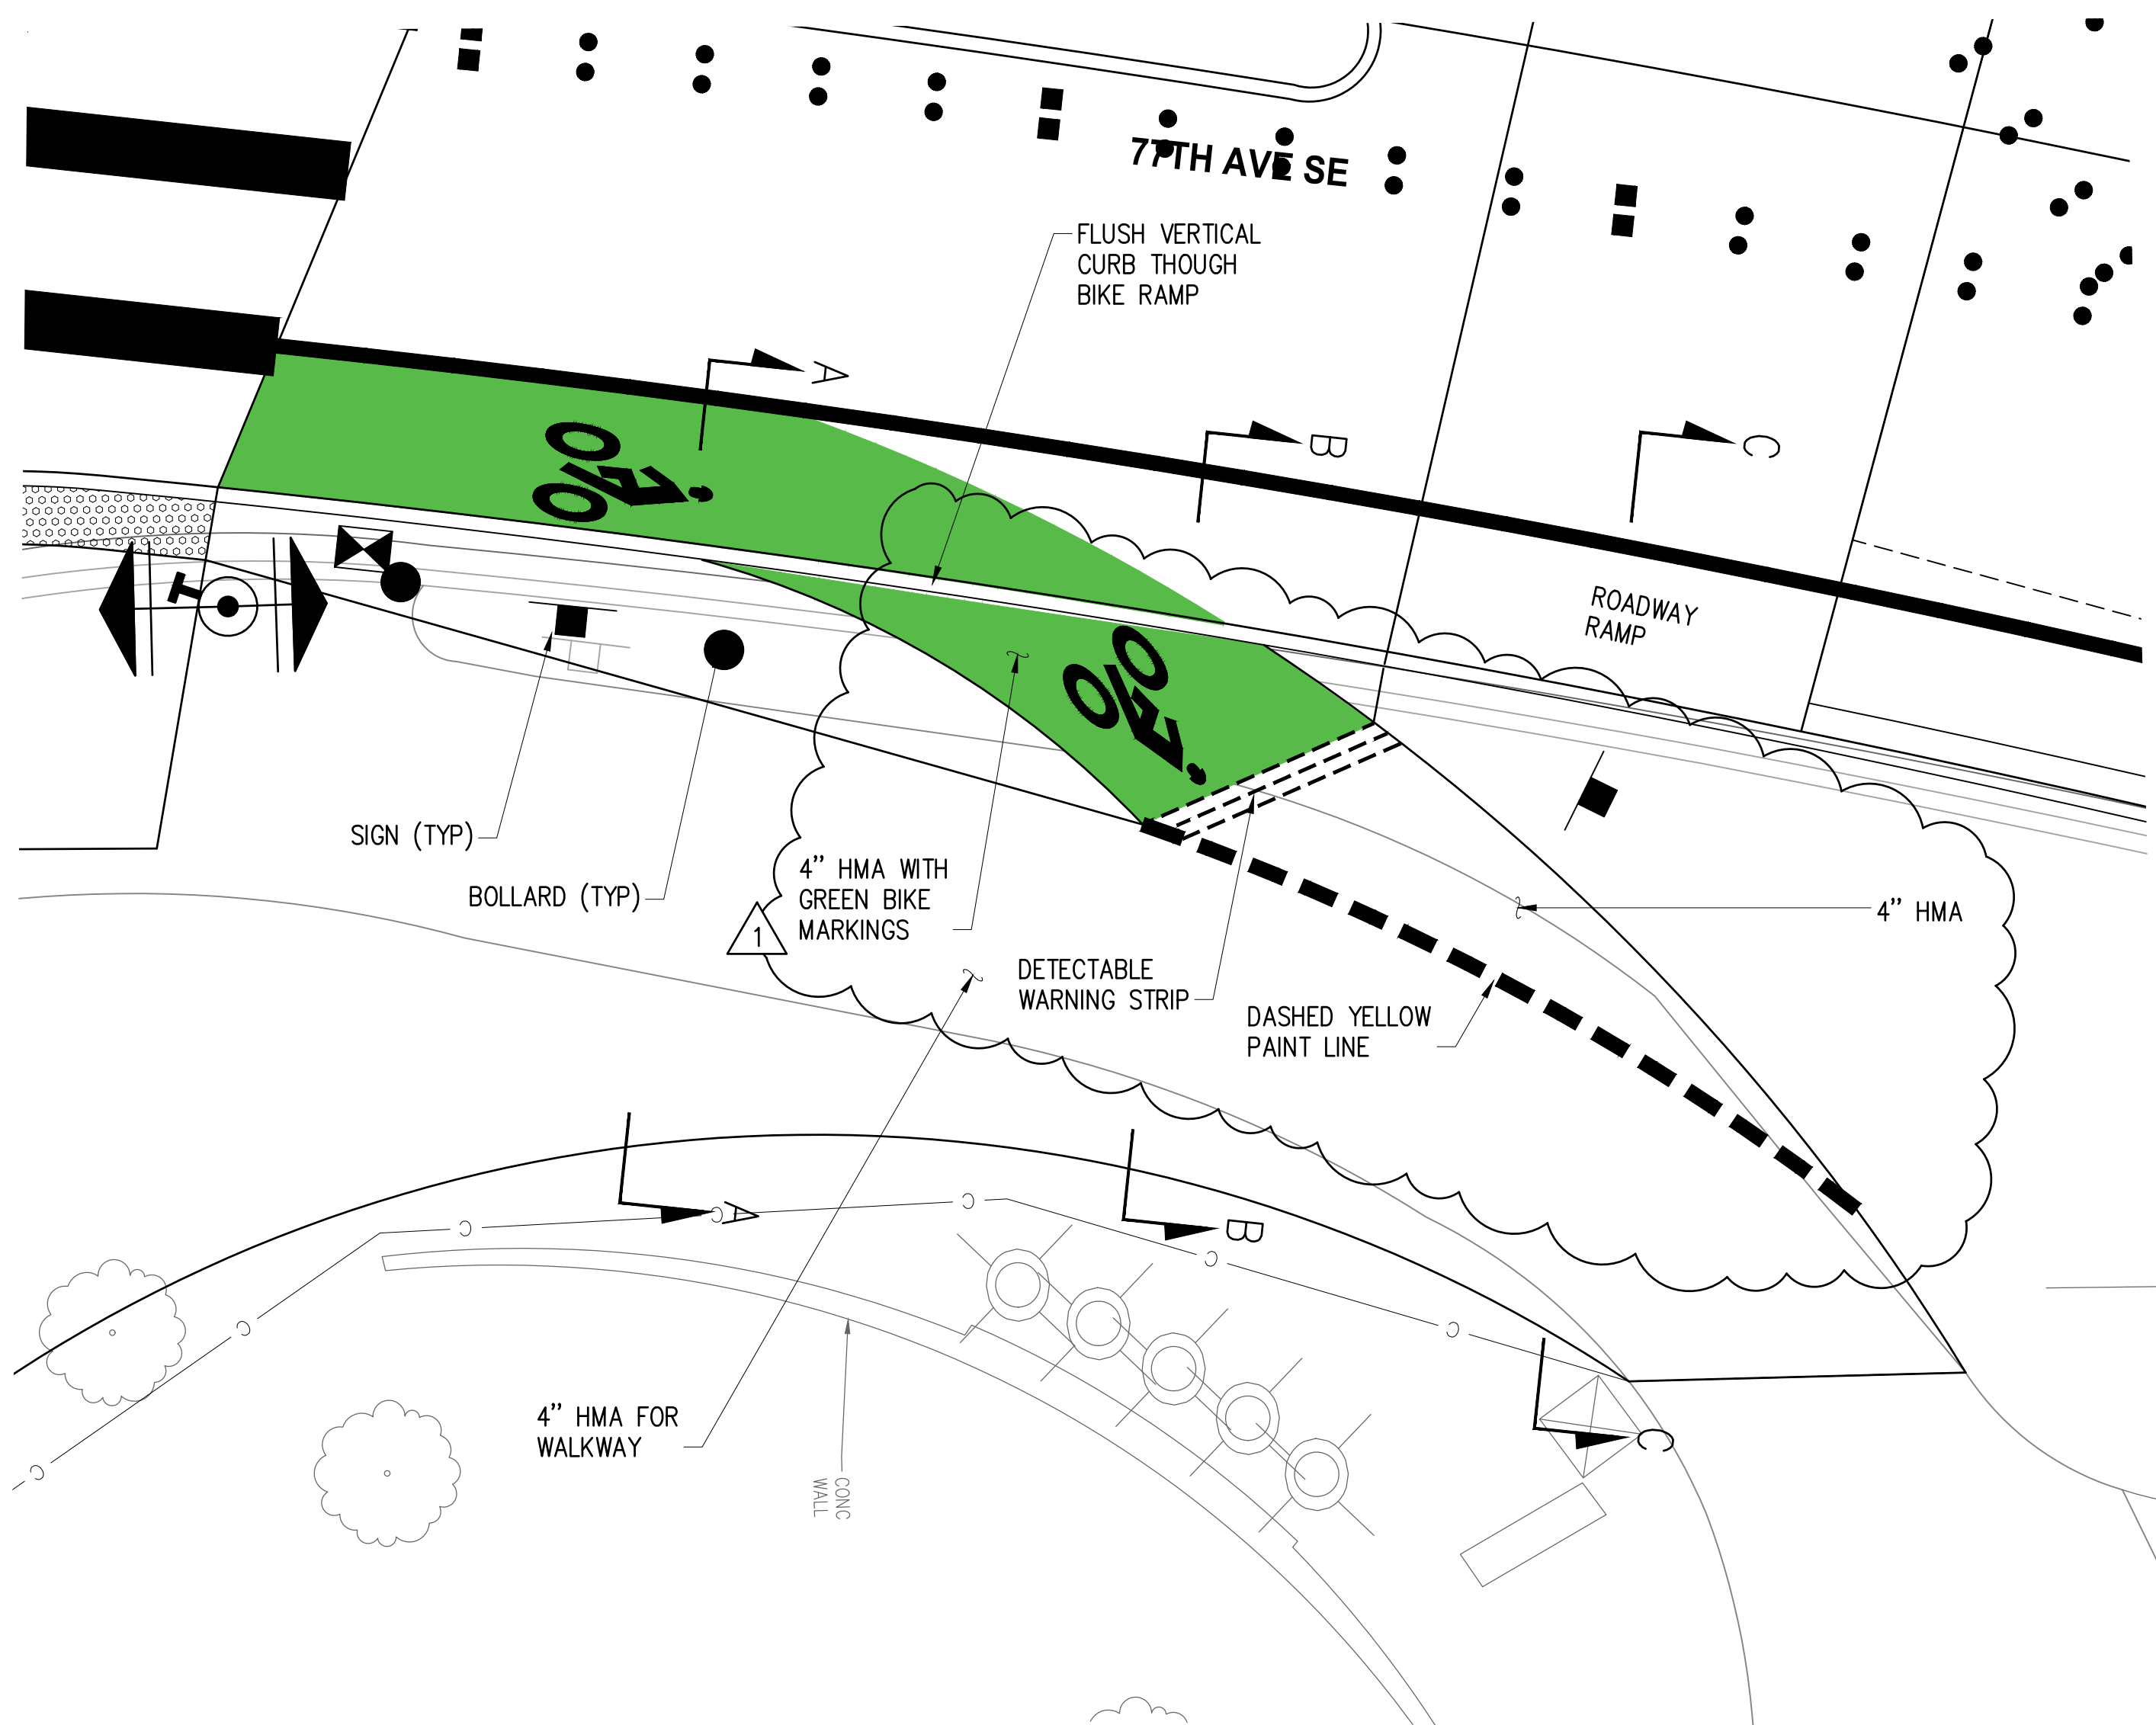 77TH AVE SE
FLUSH VERTICAL
CURB THOUGH
BIKE RAMP
A
B
C
ROADWAY
RAMP
SIGN (TYP)
BOLLARD (TYP)
4” HMA WITH
GREEN BIKE
MARKINGS
1
4” HMA
DETECTABLE
WARNING STRIP
DASHED YELLOW
PAINT LINE
A
B
C
C
C
C
C
C
C
C
4” HMA FOR
WALKWAY
CONC
WALL